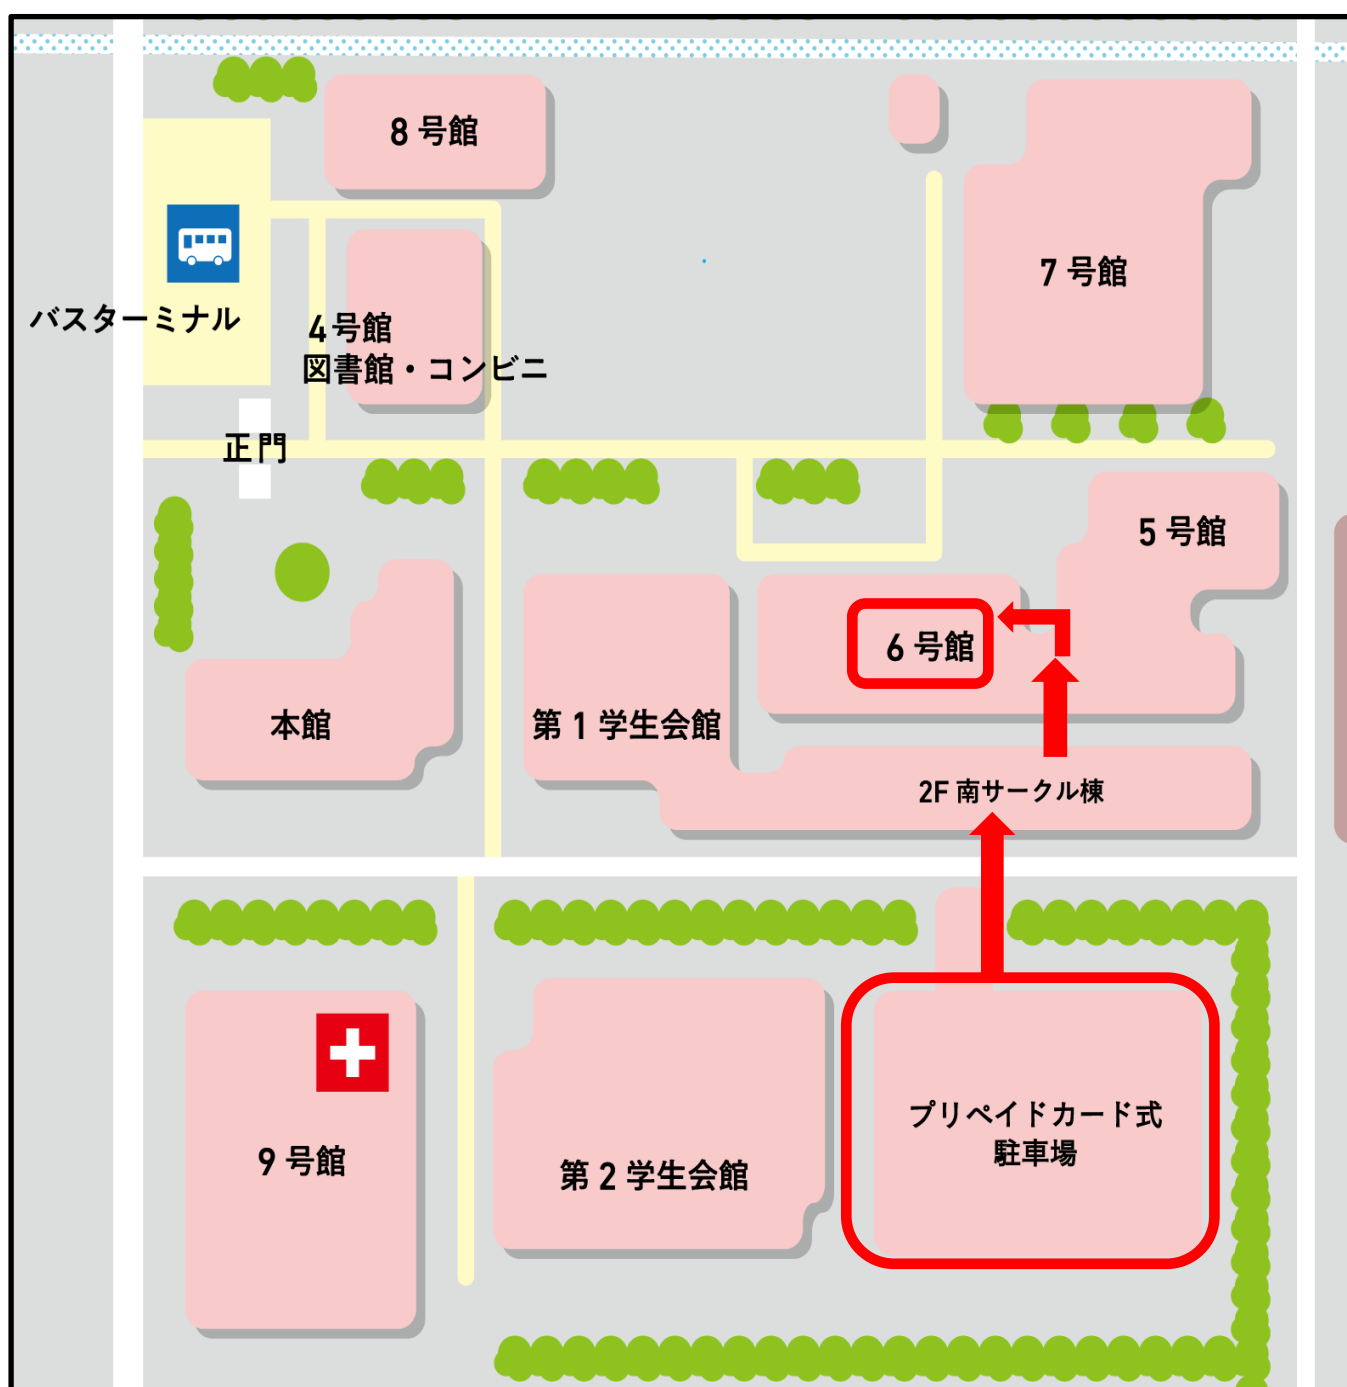 8 号館
7 号館
バスターミナル
4号館
図書館・コンビニ
正門
5 号館
6 号館
本館
第 1 学生会館
2F 南サークル棟
プリペイドカード式
駐車場
9 号館
第 2 学生会館